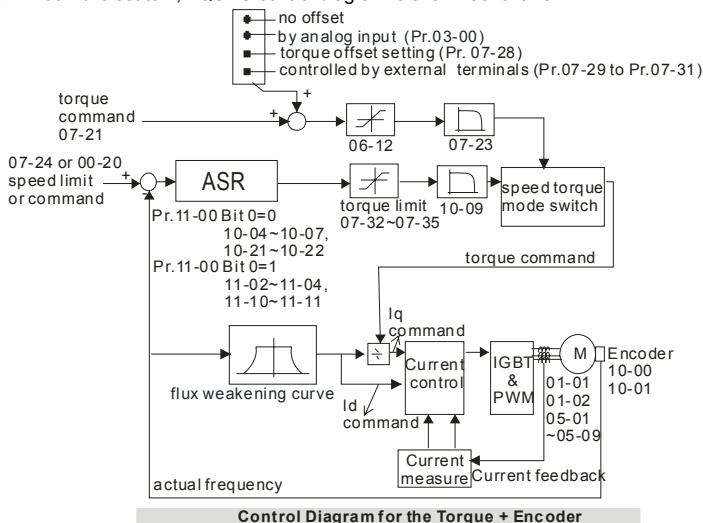 no offset
by analog input (Pr.03-00)
torque offset setting (Pr. 07-28)
controlled by external terminals (Pr.07-29 to Pr.07-31)
torque
command
07-21
+
+
06-12
07-23
07-24 or 00-20
speed limit
or command
+
-
ASR
torque limit
07-32~07-35
10-09
speed torque
mode switch
Pr.11-00 Bit 0=0
10-04~10-07,
10-21~10-22
Pr.11-00 Bit 0=1
11-02~11-04,
11-10~11-11
torque command
Iq
command
÷
flux weakening curve
Id
command
Current
control
IGBT
&
PWM
M
Encoder
10-00
10-01
01-01
01-02
05-01
~05-09
Current
measure
Current feedback
actual frequency
Control Diagram for the Torque + Encoder